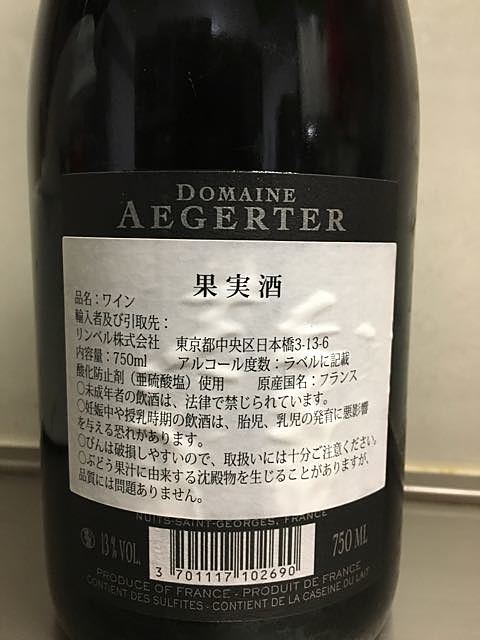 DOMAINE
AEGERTER
果実酒
品名：ワイン
輸入者及び引取先：
リンベル株式会社　東京都中央区日本橋3-13-6
内容量：750ml　アルコール度数：ラベルに記載
酸化防止剤（亜硫酸塩）使用　原産国名：フランス
○未成年者の飲酒は、法律で禁じられています。
○妊娠中や授乳時期の飲酒は、胎児、乳児の発育に悪影響
を与える恐れがあります。
○びんは破損しやすいので、取扱いには十分ご注意ください。
○ぶどう果汁に由来する沈殿物を生じることがありますが、
品質には問題ありません。
NUITS-SAINT-GEORGES, FRANCE
13 % VOL.
750 ML
3 701117 102690
PRODUCE OF FRANCE - PRODUIT DE FRANCE
CONTIENT DES SULFITES - CONTIENT DE LA CASEINE DU LAIT